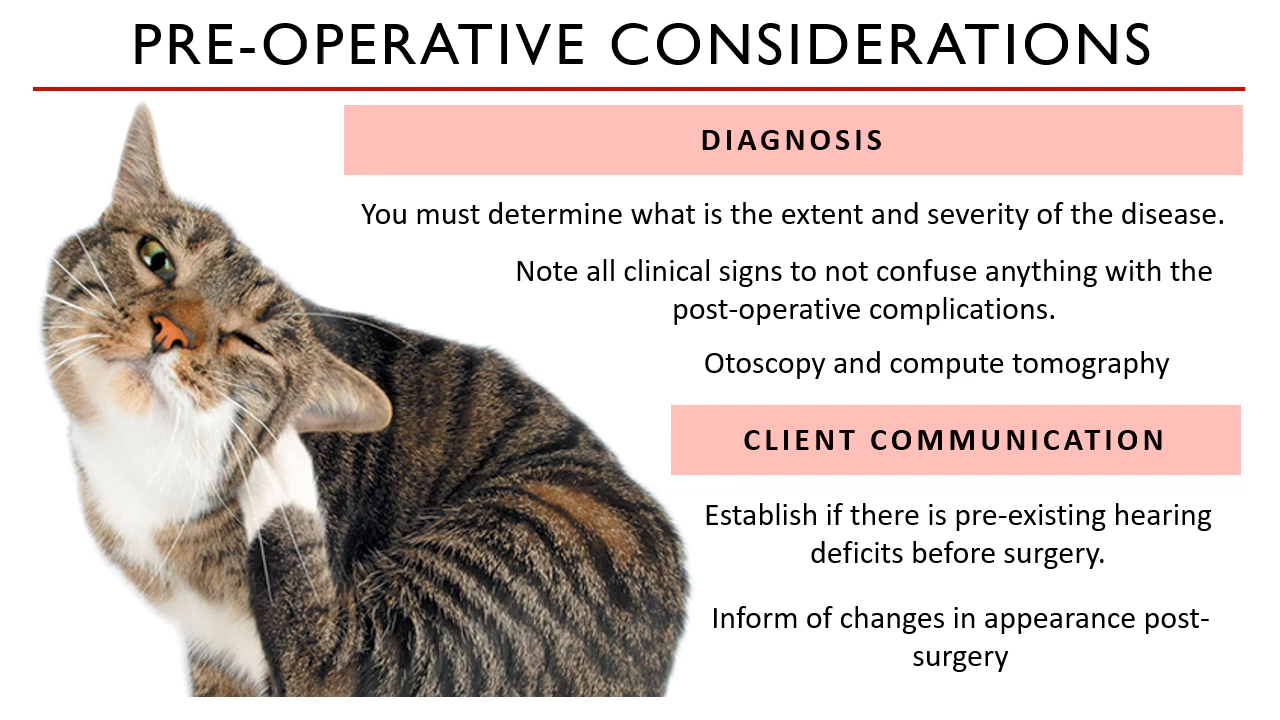 PRE-OPERATIVE CONSIDERATIONS
DIAGNOSIS
You must determine what is the extent and severity of the disease.
Note all clinical signs to not confuse anything with the
post-operative complications.
Otoscopy and compute tomography
CLIENT COMMUNICATION
Establish if there is pre-existing hearing
deficits before surgery.
Inform of changes in appearance post-
surgery